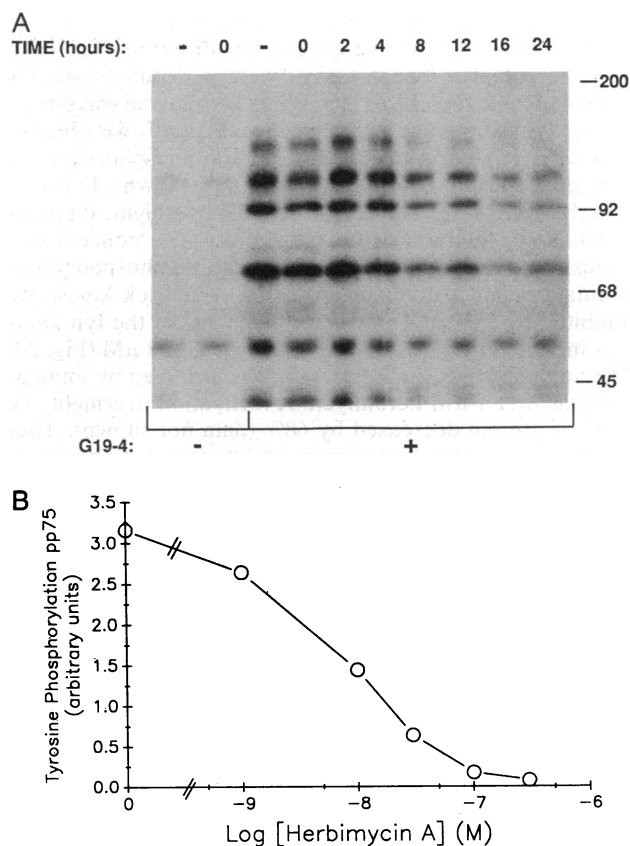 A
TIME (hours): - 0 - 0 2 4 8 12 16 24
—200
—92
—68
—45
G19-4: - +
B
Tyrosine Phosphorylation pp75
(arbitrary units)
3.5
3.0
2.5
2.0
1.5
1.0
0.5
0.0
0 -9 -8 -7 -6
Log [Herbimycin A] (M)